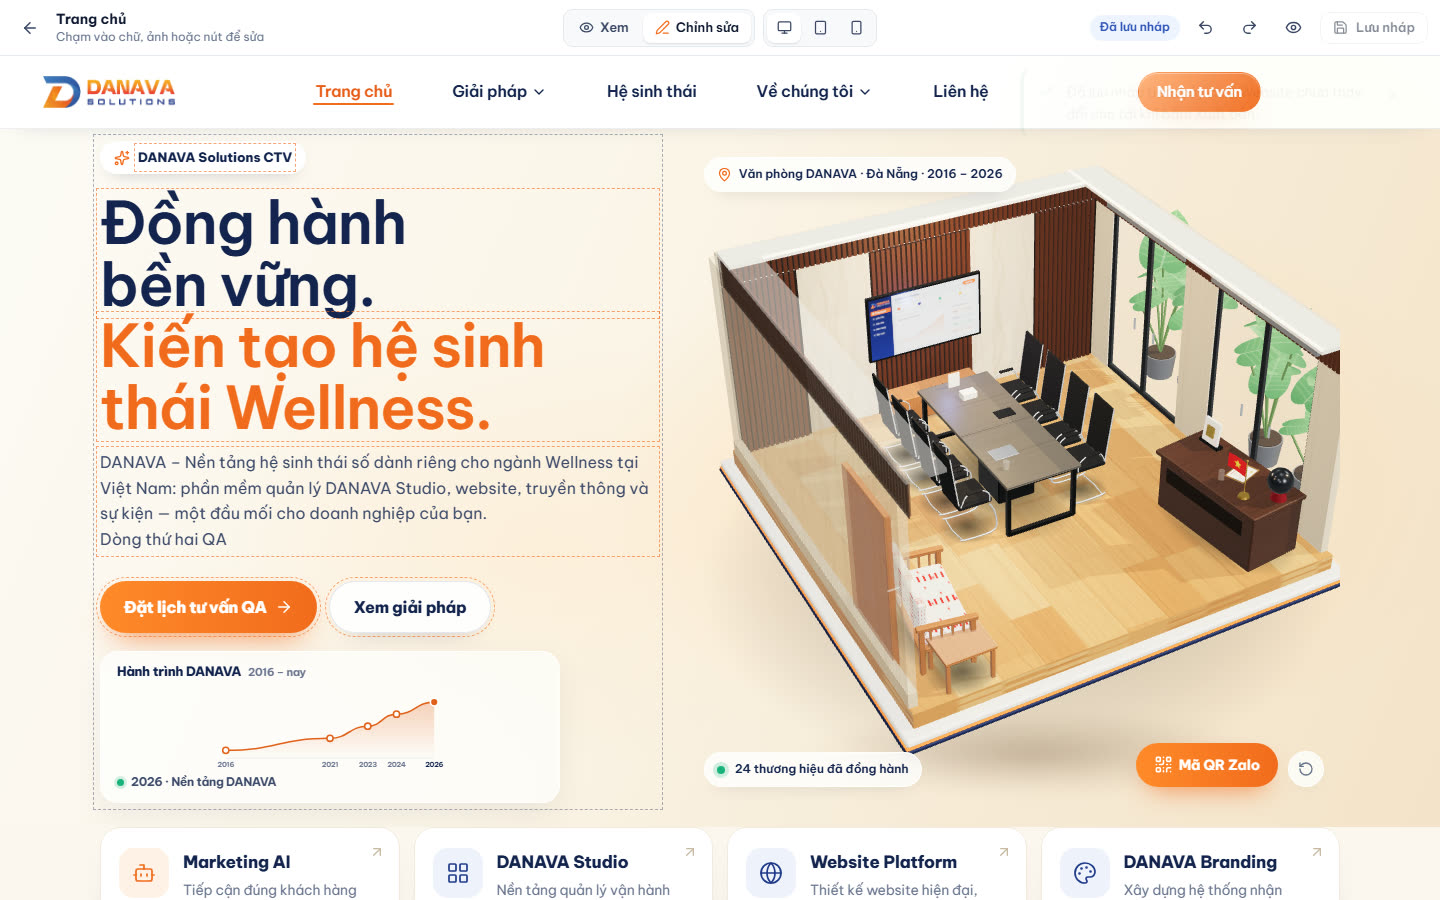 Trang chủ
Chạm vào chữ, ảnh hoặc nút để sửa
Xem
Chỉnh sửa
Đã lưu nháp
Lưu nháp
DANAVA
SOLUTIONS
Trang chủ
Giải pháp
Hệ sinh thái
Về chúng tôi
Liên hệ
Nhận tư vấn
DANAVA Solutions CTV
Đồng hành
bền vững.
Kiến tạo hệ sinh
thái Wellness.
DANAVA – Nền tảng hệ sinh thái số dành riêng cho ngành Wellness tại
Việt Nam: phần mềm quản lý DANAVA Studio, website, truyền thông và
sự kiện — một đầu mối cho doanh nghiệp của bạn.
Dòng thứ hai QA
Đặt lịch tư vấn QA
Xem giải pháp
Hành trình DANAVA 2016 – nay
2016 2021 2023 2024 2026
2026 · Nền tảng DANAVA
Văn phòng DANAVA · Đà Nẵng · 2016 – 2026
24 thương hiệu đã đồng hành
Mã QR Zalo
Marketing AI
Tiếp cận đúng khách hàng
DANAVA Studio
Nền tảng quản lý vận hành
Website Platform
Thiết kế website hiện đại,
DANAVA Branding
Xây dựng hệ thống nhận